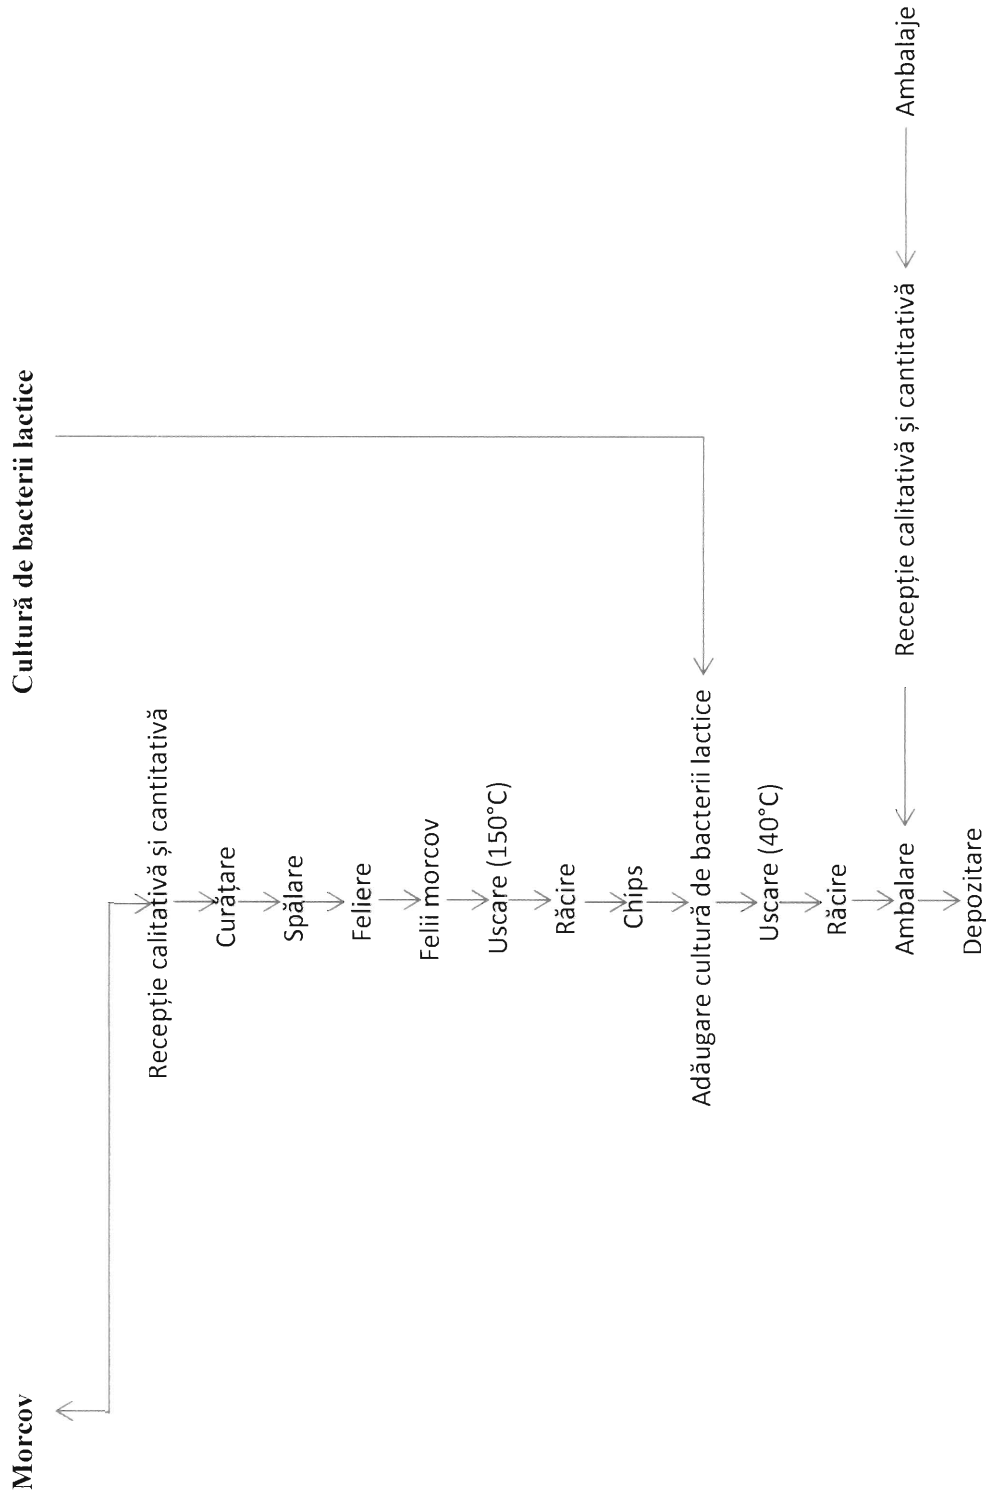 Morcov
Cultură de bacterii lactice
Recepție calitativă și cantitativă
Curățare
Spălare
Feliere
Felii morcov
Uscare (150°C)
Răcire
Chips
Adăugare cultură de bacterii lactice
Uscare (40°C)
Răcire
Ambalare
Recepție calitativă și cantitativă
Ambalaje
Depozitare